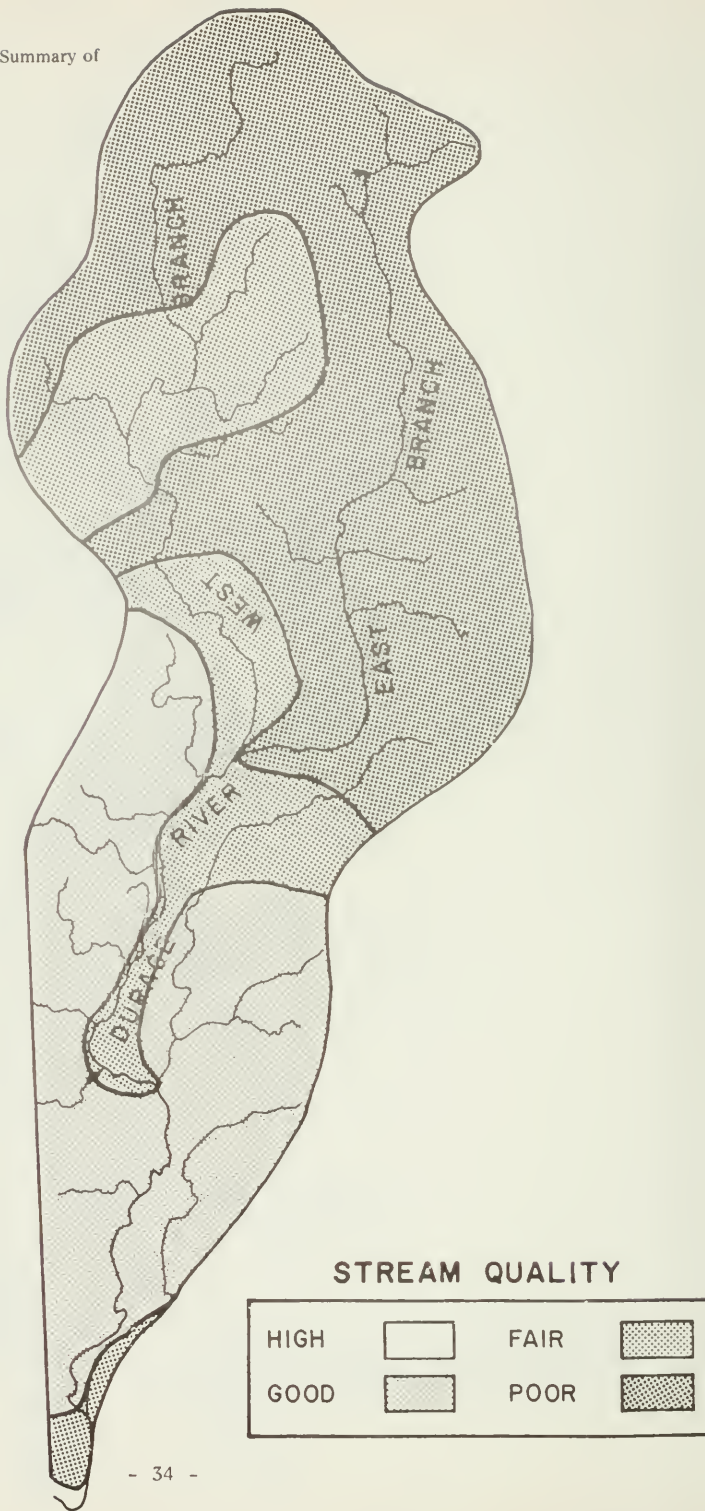 Summary of
BRANCH
BRANCH
WEST
EAST
RIVER
DUPAGE
STREAM QUALITY
HIGH FAIR
GOOD POOR
- 34 -